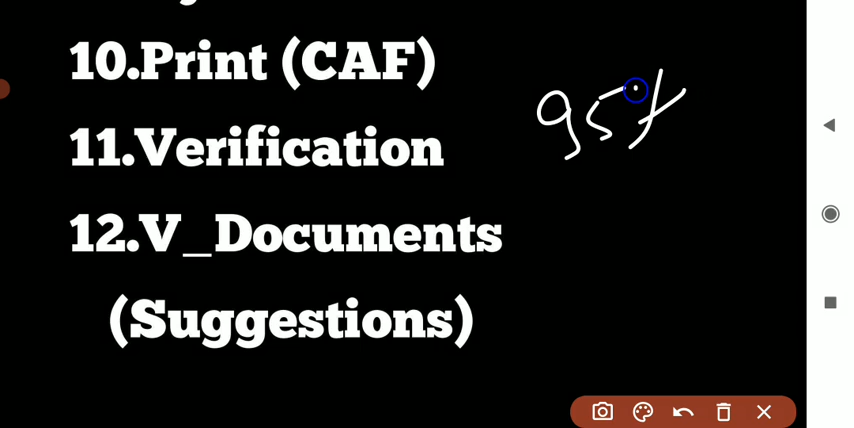 10.Print (CAF)
11.Verification
95%
12.V_Documents
(Suggestions)